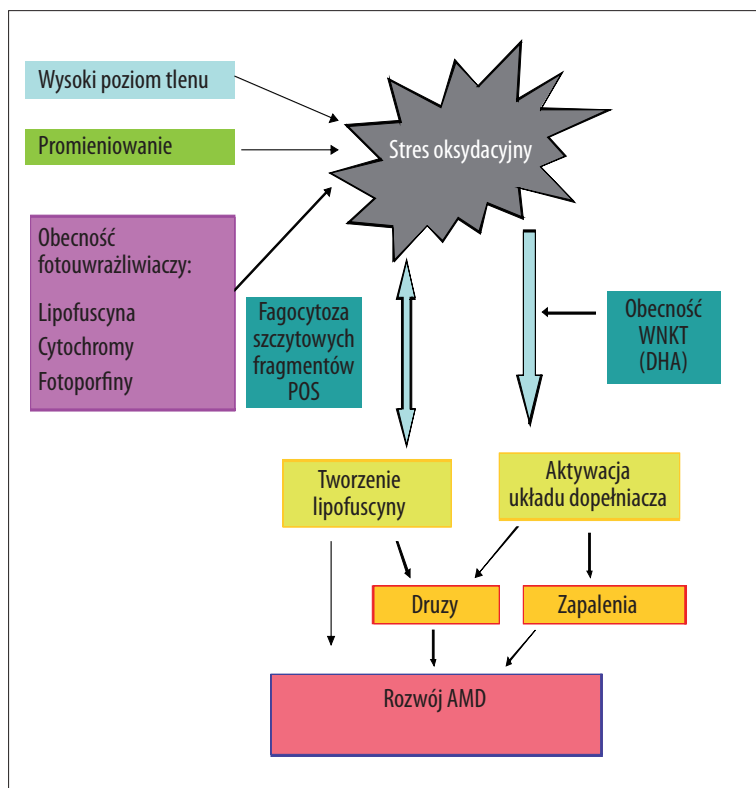 Wysoki poziom tlenu
Promieniowanie
Stres oksydacyjny
Obecność
fotouwrażliwiaczy:
Lipofuscyna
Cytochromy
Fotoporfiny
Fagocytoza
szczytowych
fragmentów
POS
Obecność
WNKT
(DHA)
Tworzenie
lipofuscyny
Aktywacja
układu dopełniacza
Druzy
Zapalenia
Rozwój AMD